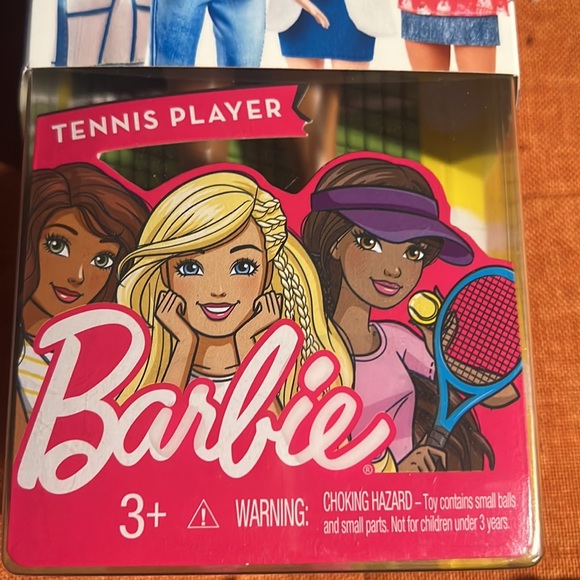 TENNIS PLAYER
Barbie®
3+ ⚠ WARNING: CHOKING HAZARD – Toy contains small balls
and small parts. Not for children under 3 years.